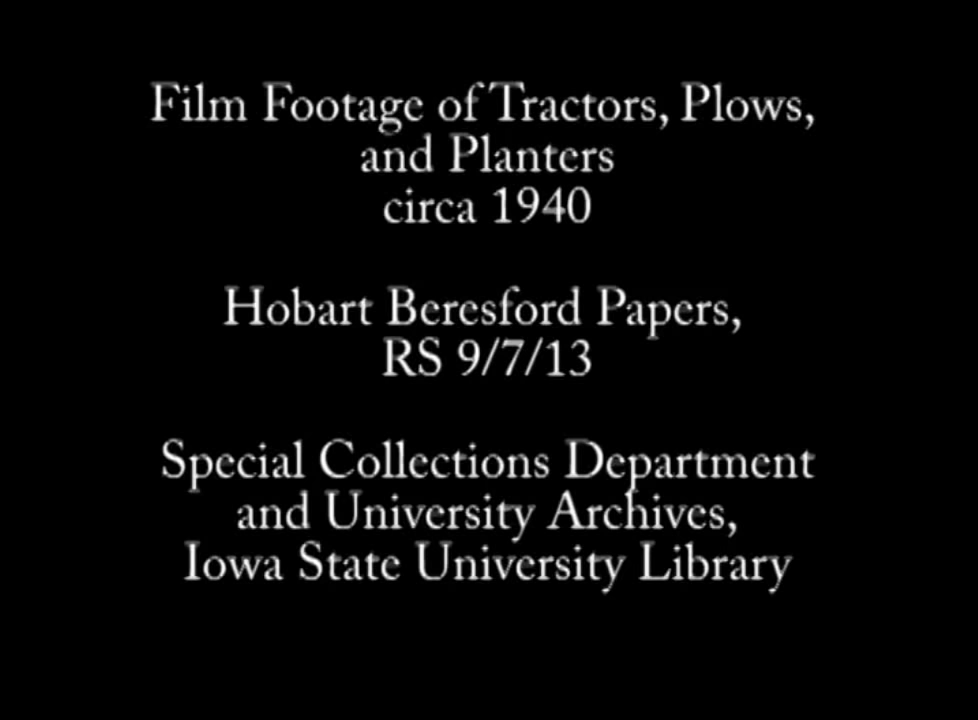 Film Footage of Tractors, Plows,
and Planters
circa 1940
Hobart Beresford Papers,
RS 9/7/13
Special Collections Department
and University Archives,
Iowa State University Library